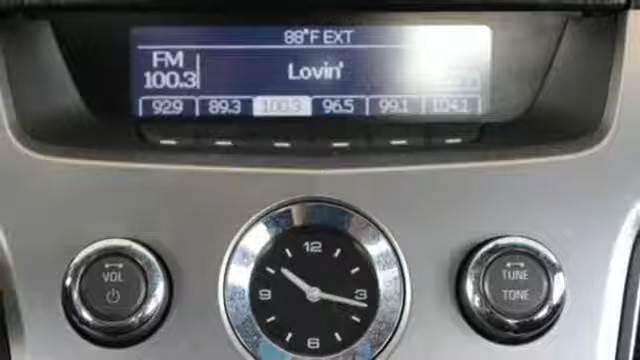 88°F EXT
FM
100.3
Lovin'
92.9 89.3 100.3 96.5 99.1 104.1
VOL
12
3
6
9
TUNE
TONE